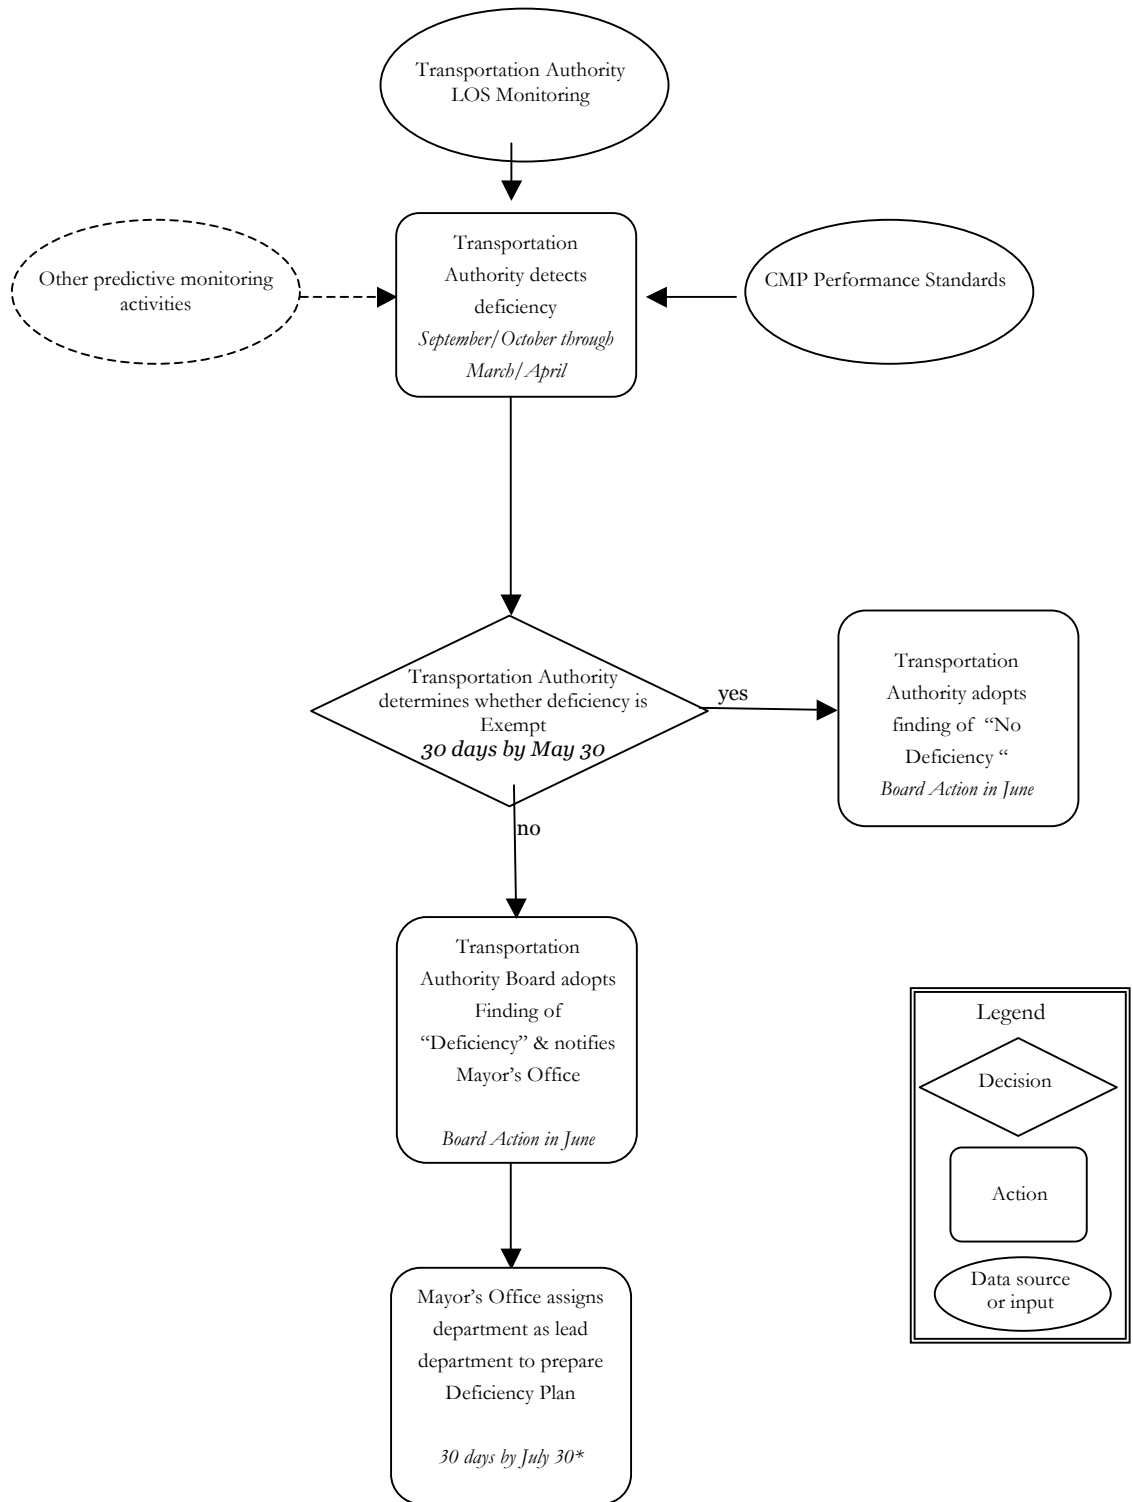 Transportation Authority
LOS Monitoring
Other predictive monitoring
activities
Transportation
Authority detects
deficiency
September/October through
March/April
CMP Performance Standards
Transportation Authority
determines whether deficiency is
Exempt
30 days by May 30
yes
Transportation
Authority adopts
finding of “No
Deficiency “
Board Action in June
no
Transportation
Authority Board adopts
Finding of
“Deficiency” & notifies
Mayor’s Office
Board Action in June
Legend
Decision
Action
Data source
or input
Mayor’s Office assigns
department as lead
department to prepare
Deficiency Plan
30 days by July 30*